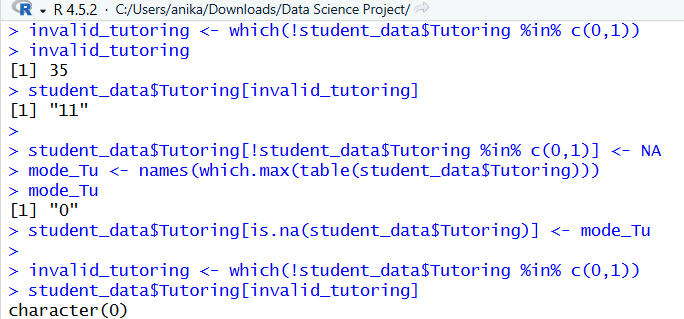 R R 4.5.2 · C:/Users/anika/Downloads/Data Science Project/
> invalid_tutoring <- which(!student_data$Tutoring %in% c(0,1))
> invalid_tutoring
[1] 35
> student_data$Tutoring[invalid_tutoring]
[1] "11"
>
> student_data$Tutoring[!student_data$Tutoring %in% c(0,1)] <- NA
> mode_Tu <- names(which.max(table(student_data$Tutoring)))
> mode_Tu
[1] "0"
> student_data$Tutoring[is.na(student_data$Tutoring)] <- mode_Tu
>
> invalid_tutoring <- which(!student_data$Tutoring %in% c(0,1))
> student_data$Tutoring[invalid_tutoring]
character(0)